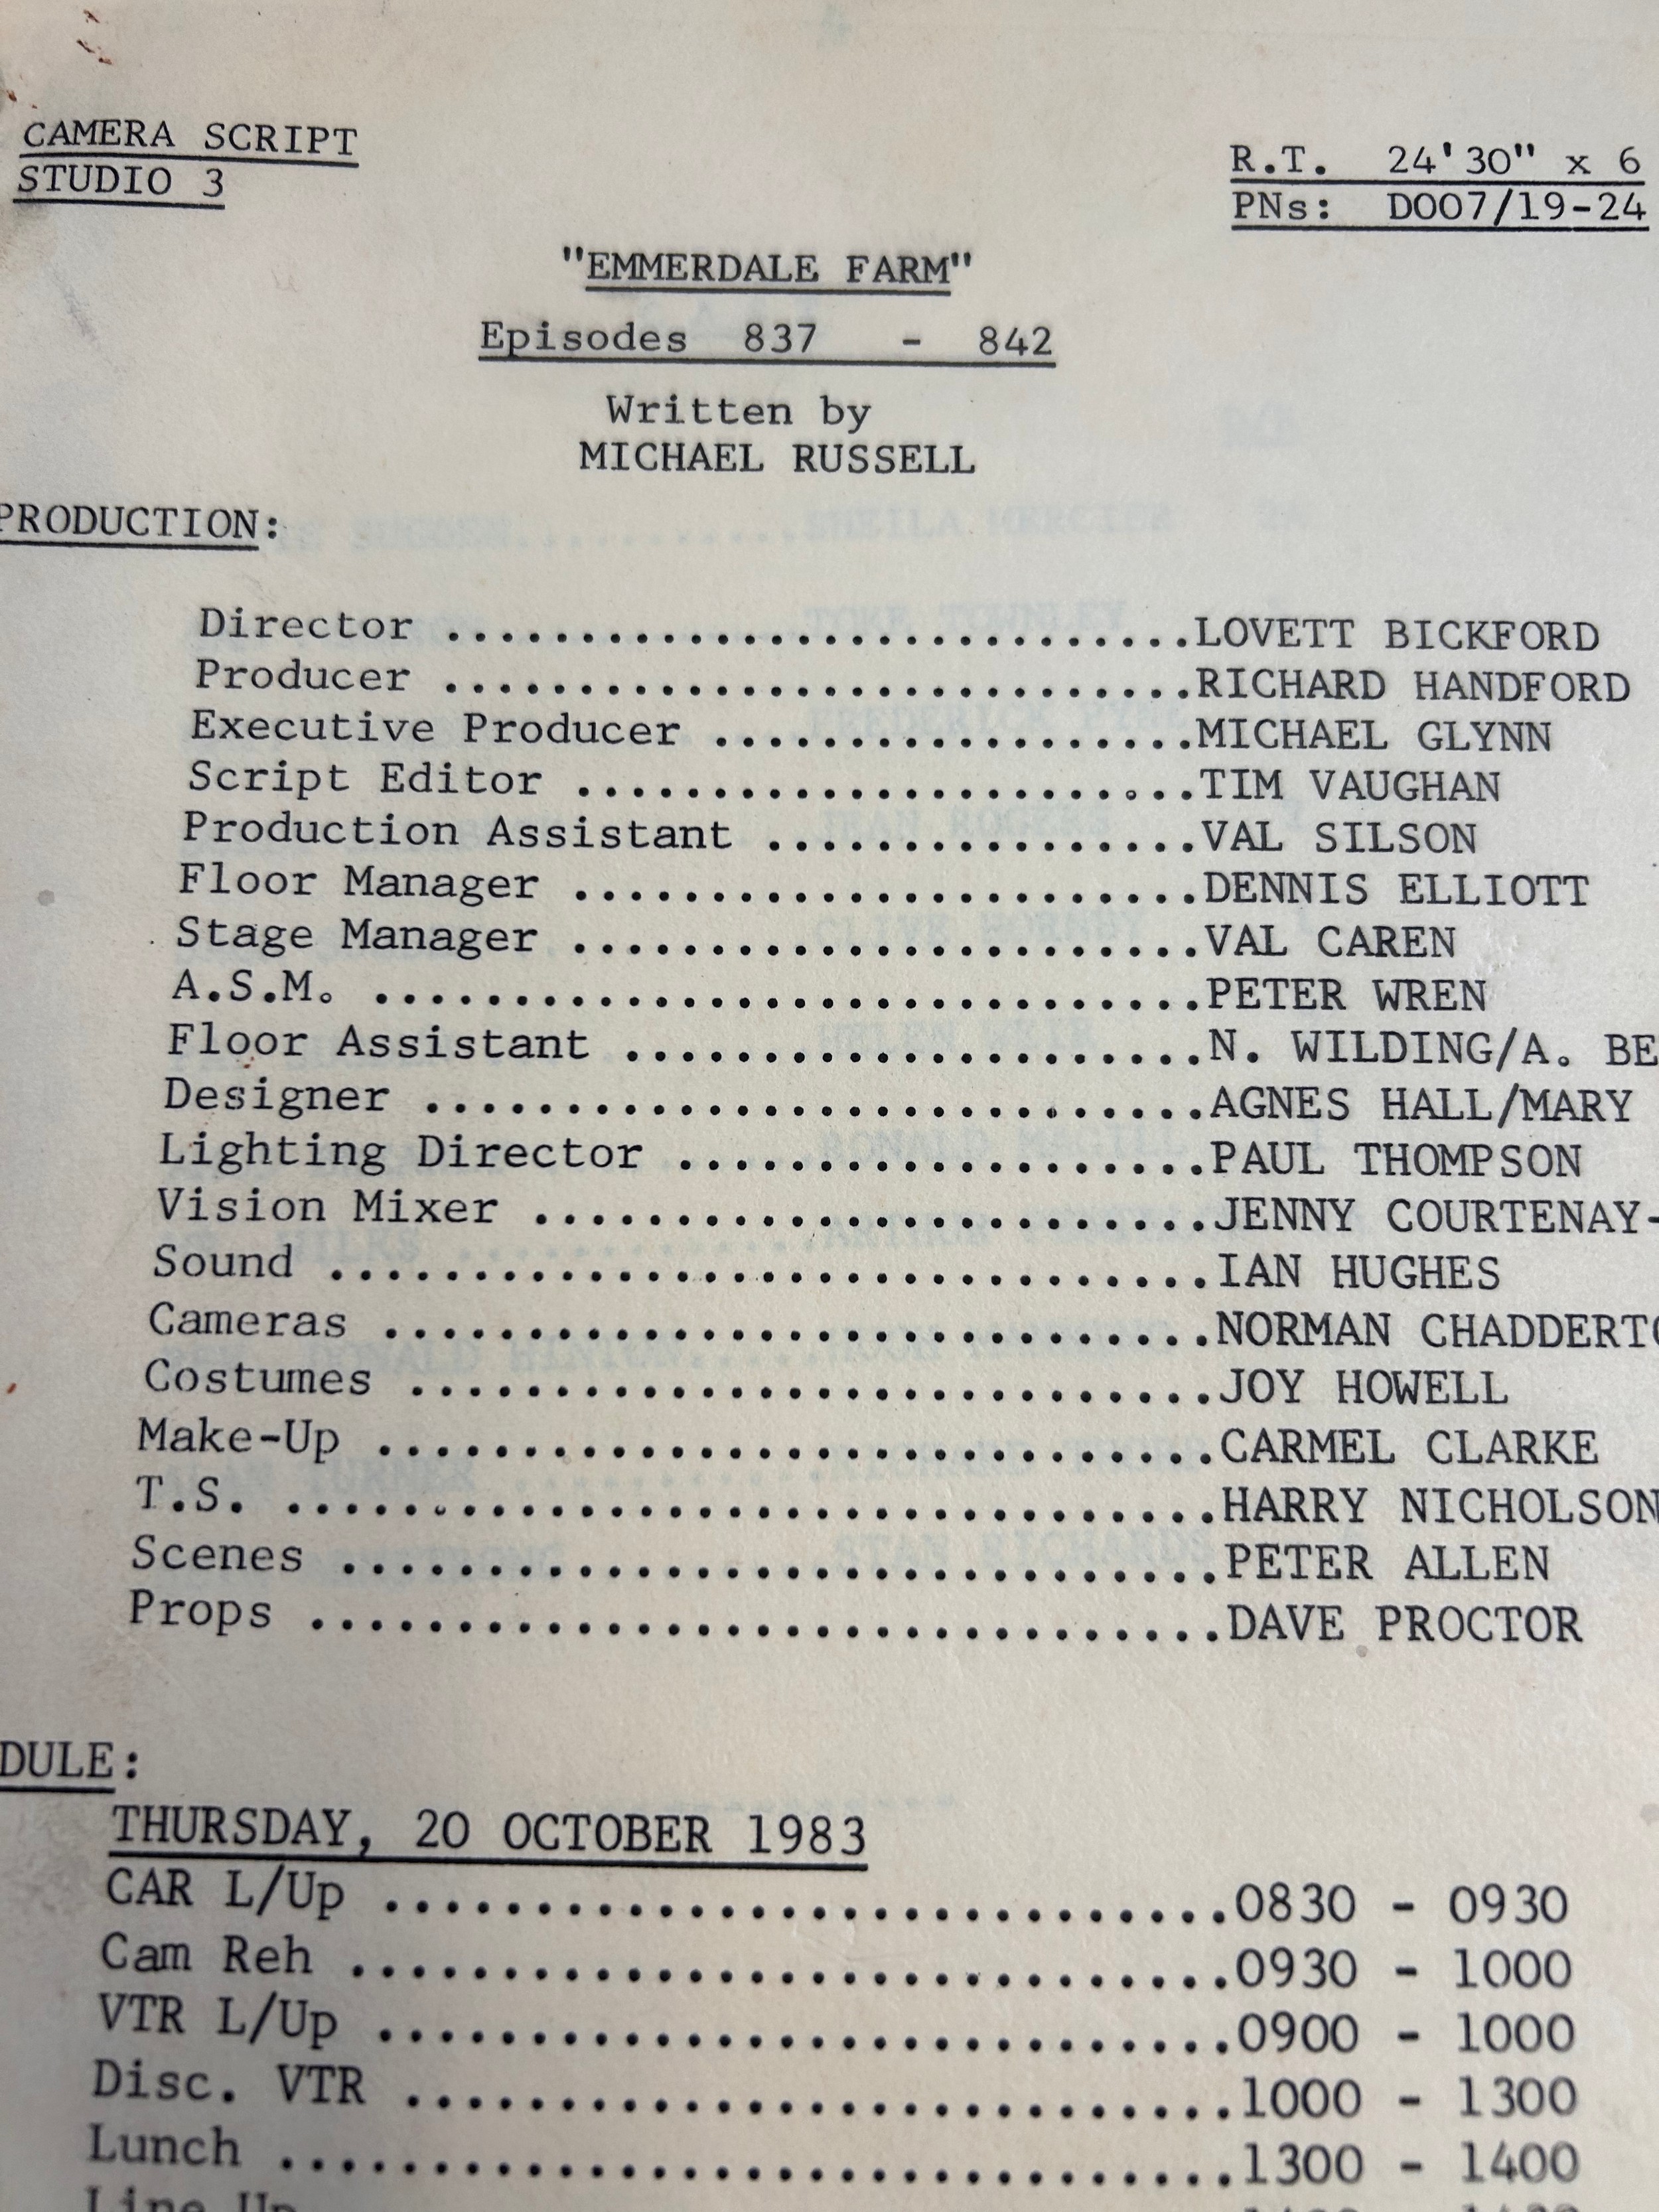 CAMERA SCRIPT
STUDIO 3
R.T. 24'30" x 6
PNs: D007/19-24
"EMMERDALE FARM"
Episodes 837 - 842
Written by
MICHAEL RUSSELL
PRODUCTION:
Director ..........................LOVETT BICKFORD
Producer ..........................RICHARD HANDFORD
Executive Producer .................MICHAEL GLYNN
Script Editor ......................TIM VAUGHAN
Production Assistant ...............VAL SILSON
Floor Manager ......................DENNIS ELLIOTT
Stage Manager ......................VAL CAREN
A.S.M. .............................PETER WREN
Floor Assistant ....................N. WILDING/A. BE
Designer ...........................AGNES HALL/MARY
Lighting Director ..................PAUL THOMPSON
Vision Mixer .......................JENNY COURTENAY-
Sound ..............................IAN HUGHES
Cameras ............................NORMAN CHADDERTO
Costumes ...........................JOY HOWELL
Make-Up ............................CARMEL CLARKE
T.S. ...............................HARRY NICHOLSON
Scenes .............................PETER ALLEN
Props ..............................DAVE PROCTOR
DULE:
THURSDAY, 20 OCTOBER 1983
CAR L/Up ...........................0830 - 0930
Cam Reh ............................0930 - 1000
VTR L/Up ...........................0900 - 1000
Disc. VTR ..........................1000 - 1300
Lunch ..............................1300 - 1400
Line Up